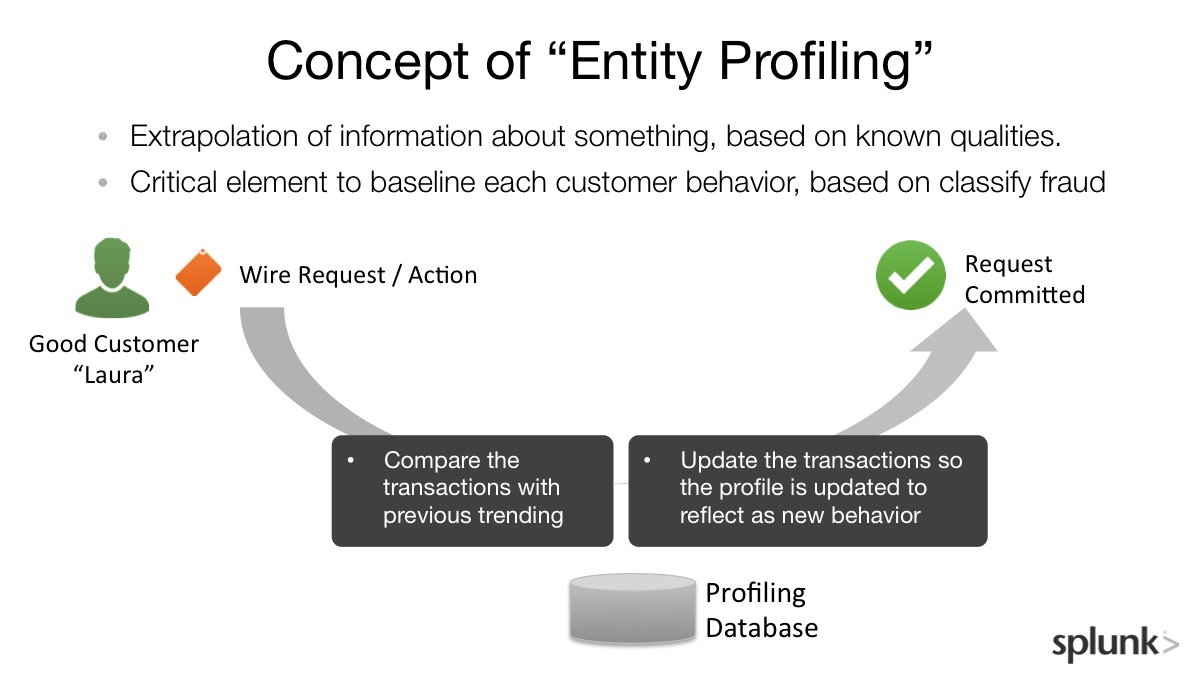 Concept of “Entity Profiling”
• Extrapolation of information about something, based on known qualities.
• Critical element to baseline each customer behavior, based on classify fraud
Wire Request / Action
Good Customer
“Laura”
Request
Committed
• Compare the
transactions with
previous trending
• Update the transactions so
the profile is updated to
reflect as new behavior
Profiling
Database
splunk>